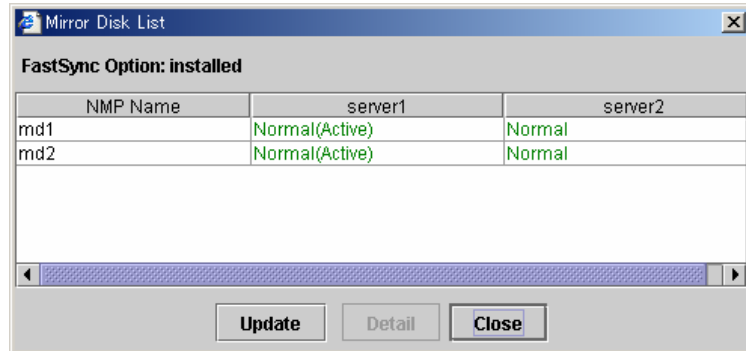 Mirror Disk List
FastSync Option: installed
NMP Name server1 server2
md1 Normal(Active) Normal
md2 Normal(Active) Normal
Update Detail Close